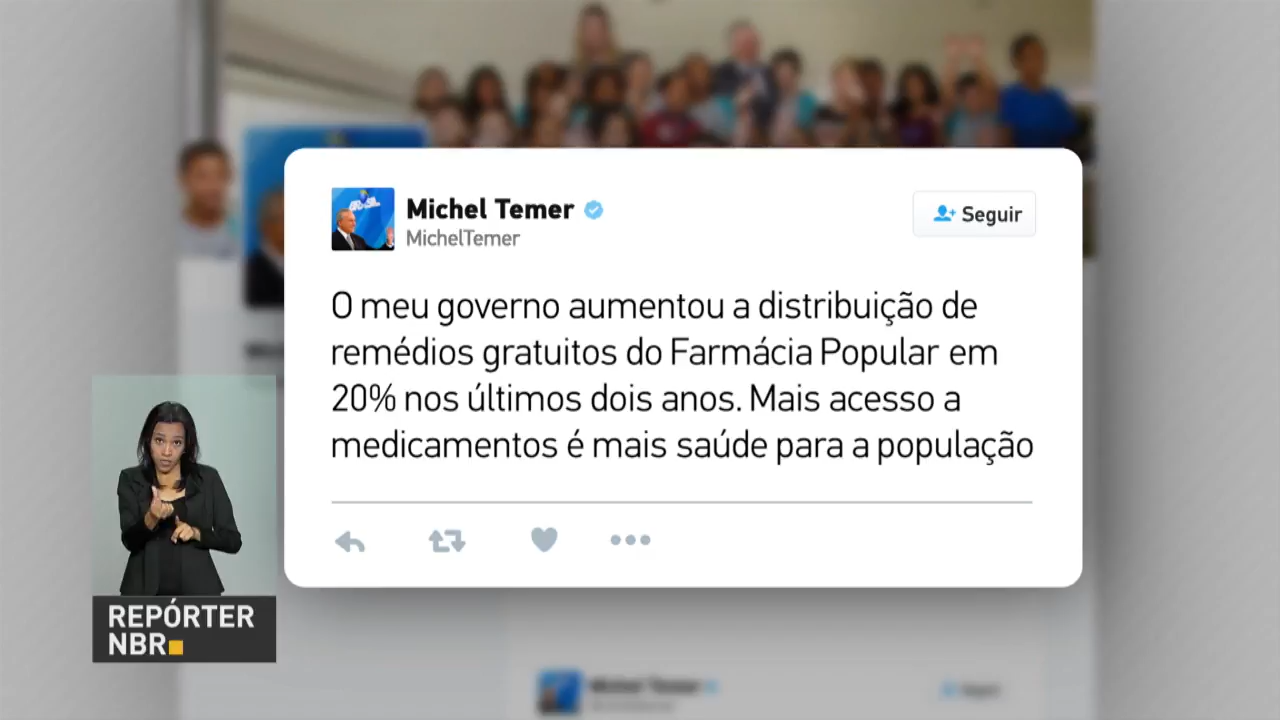 Michel Temer
MichelTemer
Seguir
O meu governo aumentou a distribuição de
remédios gratuitos do Farmácia Popular em
20% nos últimos dois anos. Mais acesso a
medicamentos é mais saúde para a população
REPÓRTER
NBR